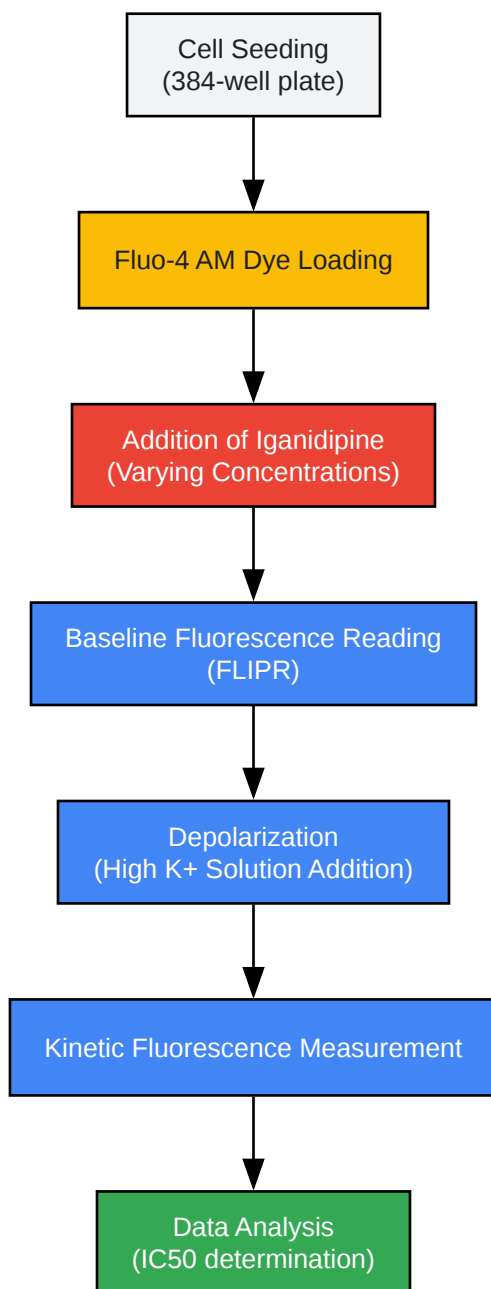 Cell Seeding
(384-well plate)
Fluo-4 AM Dye Loading
Addition of Iganidipine
(Varying Concentrations)
Baseline Fluorescence Reading
(FLIPR)
Depolarization
(High K+ Solution Addition)
Kinetic Fluorescence Measurement
Data Analysis
(IC50 determination)